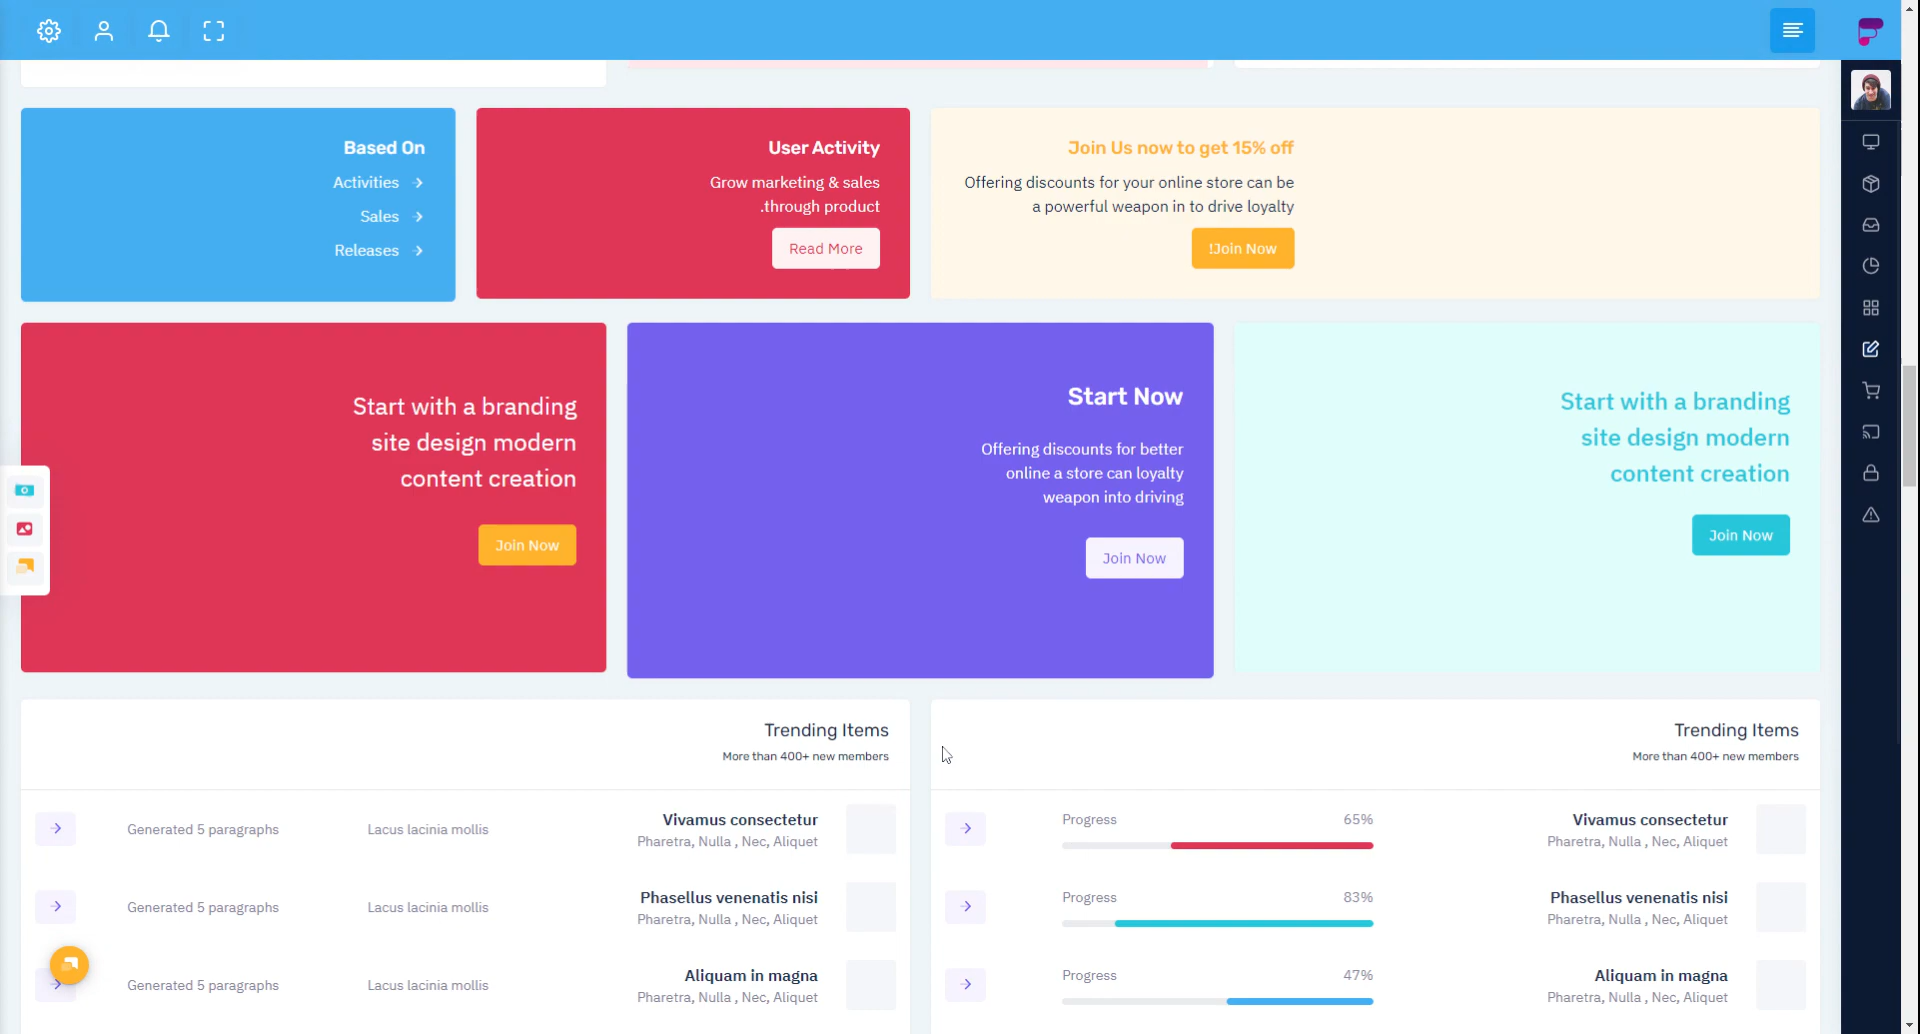 Based On
Activities
Sales
Releases
User Activity
Grow marketing & sales
.through product
Read More
Join Us now to get 15% off
Offering discounts for your online store can be
a powerful weapon in to drive loyalty
!Join Now
Start with a branding
site design modern
content creation
Join Now
Start Now
Offering discounts for better
online a store can loyalty
weapon into driving
Join Now
Start with a branding
site design modern
content creation
Join Now
Trending Items
More than 400+ new members
Generated 5 paragraphs Lacus lacinia mollis Vivamus consectetur
Pharetra, Nulla , Nec, Aliquet
Generated 5 paragraphs Lacus lacinia mollis Phasellus venenatis nisi
Pharetra, Nulla , Nec, Aliquet
Generated 5 paragraphs Lacus lacinia mollis Aliquam in magna
Pharetra, Nulla , Nec, Aliquet
Trending Items
More than 400+ new members
Progress 65% Vivamus consectetur
Pharetra, Nulla , Nec, Aliquet
Progress 83% Phasellus venenatis nisi
Pharetra, Nulla , Nec, Aliquet
Progress 47% Aliquam in magna
Pharetra, Nulla , Nec, Aliquet